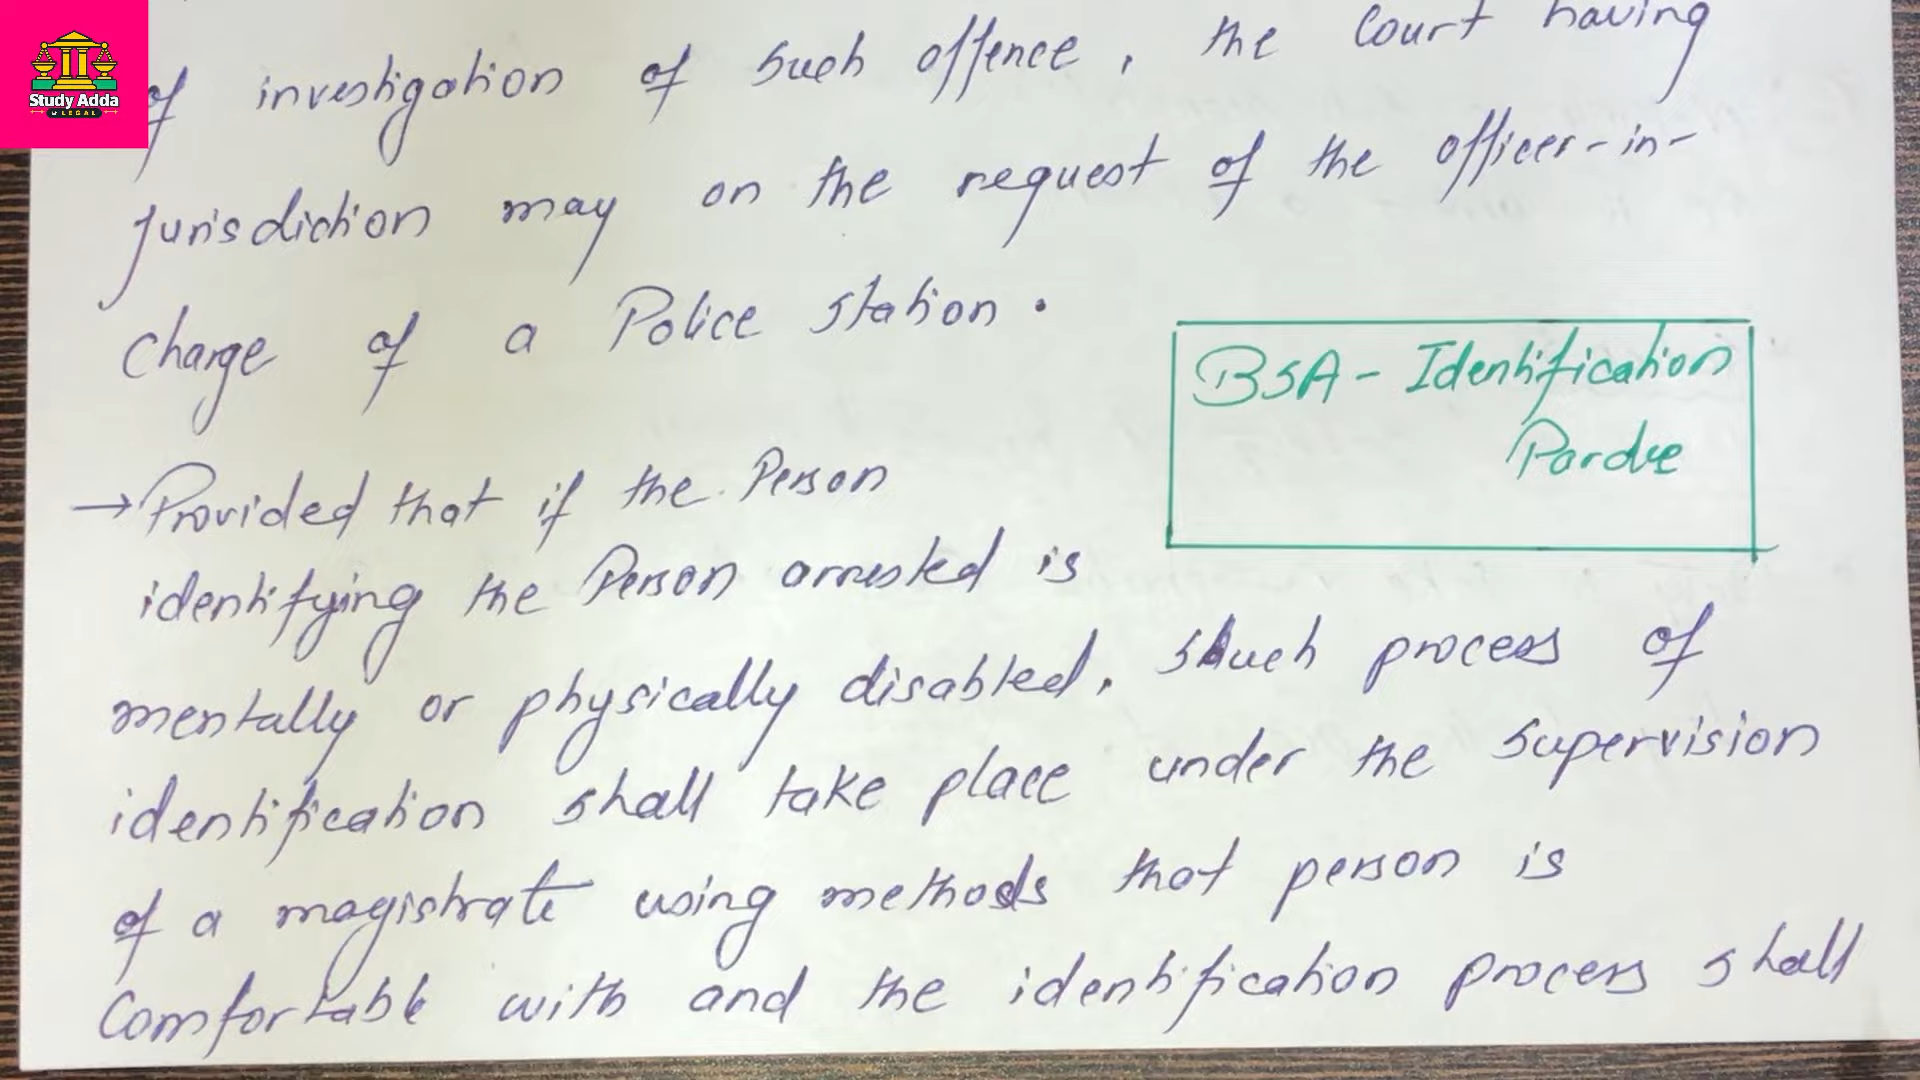 Study Adda
LEGAL
of investigation of such offence, the Court having
jurisdiction may on the request of the officer-in-
charge of a Police station.
BSA - Identification
Parde
→ Provided that if the Person
identifying the Person arrested is
mentally or physically disabled, such process of
identification shall take place under the supervision
of a magistrate using methods that person is
Comfortable with and the identification process shall